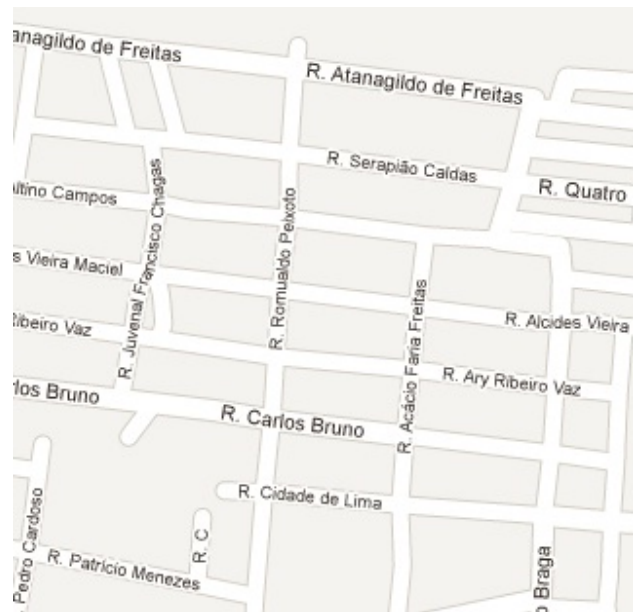 anagildo de Freitas
R. Atanagildo de Freitas
R. Serapião Caldas
R. Quatro
ltino Campos
R. Juvenal Francisco Chagas
R. Romualdo Peixoto
s Vieira Maciel
R. Acácio Faria Freitas
R. Alcides Vieira
Ribeiro Vaz
R. Ary Ribeiro Vaz
rlos Bruno
R. Carlos Bruno
R. Cidade de Lima
Pedro Cardoso
R. C
R. Patrício Menezes
o Braga